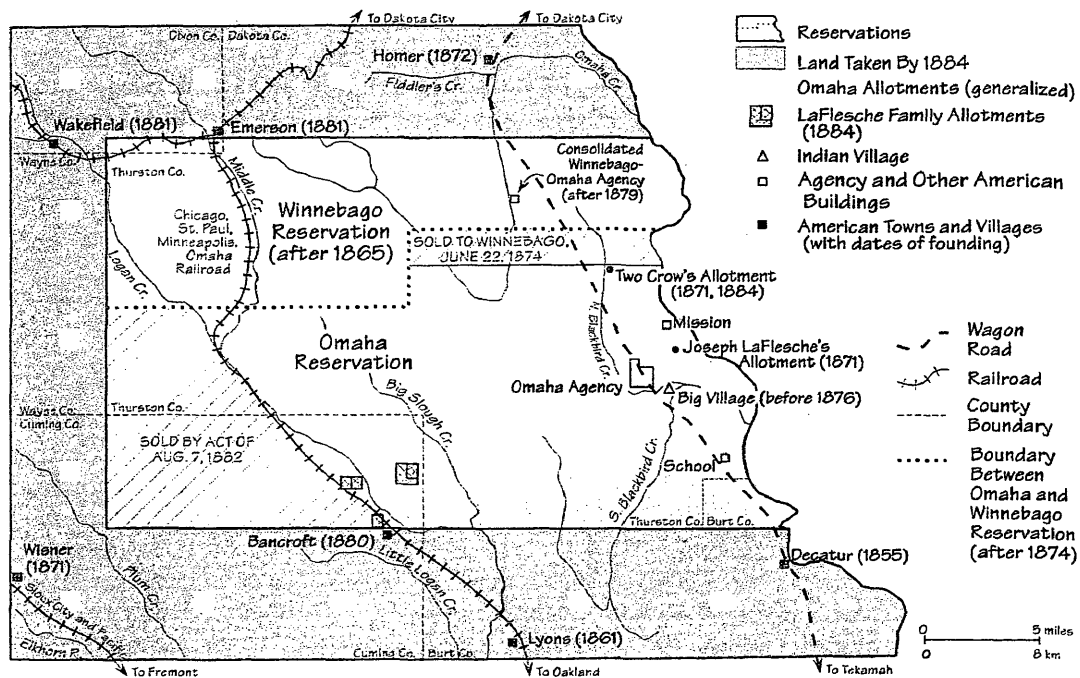 To Dakota City
To Dakota City
Dixon Co.
Dakota Co.
Homer (1872)
Fiddler's Cr.
Omaha Cr.
Wakefield (1881)
Emerson (1881)
Wayne Co.
Thurston Co.
Middle Cr.
Logan Cr.
Chicago,
St. Paul,
Minneapolis,
Omaha
Railroad
Winnebago
Reservation
(after 1865)
Consolidated
Winnebago-
Omaha Agency
(after 1879)
SOLD TO WINNEBAGO,
JUNE 22, 1874
Two Crow's Allotment
(1871, 1884)
N. Blackbird Cr.
Mission
Joseph LaFlesche's
Allotment (1871)
Omaha
Reservation
Omaha Agency
Big Village (before 1876)
Big Slough Cr.
Wayne Co.
Cuming Co.
Thurston Co.
SOLD BY ACT OF
AUG. 7, 1882
School
S. Blackbird Cr.
Thurston Co.
Burt Co.
Bancroft (1880)
Little Logan Cr.
Decatur (1855)
Wisner
(1871)
Plum Cr.
Sioux City and Pacific
Elkhorn R.
Lyons (1861)
Cuming Co.
Burt Co.
To Fremont
To Oakland
To Tekamah
Reservations
Land Taken By 1884
Omaha Allotments (generalized)
LaFlesche Family Allotments
(1884)
Indian Village
Agency and Other American
Buildings
American Towns and Villages
(with dates of founding)
Wagon
Road
Railroad
County
Boundary
Boundary
Between
Omaha and
Winnebago
Reservation
(after 1874)
0 5 miles
0 8 km